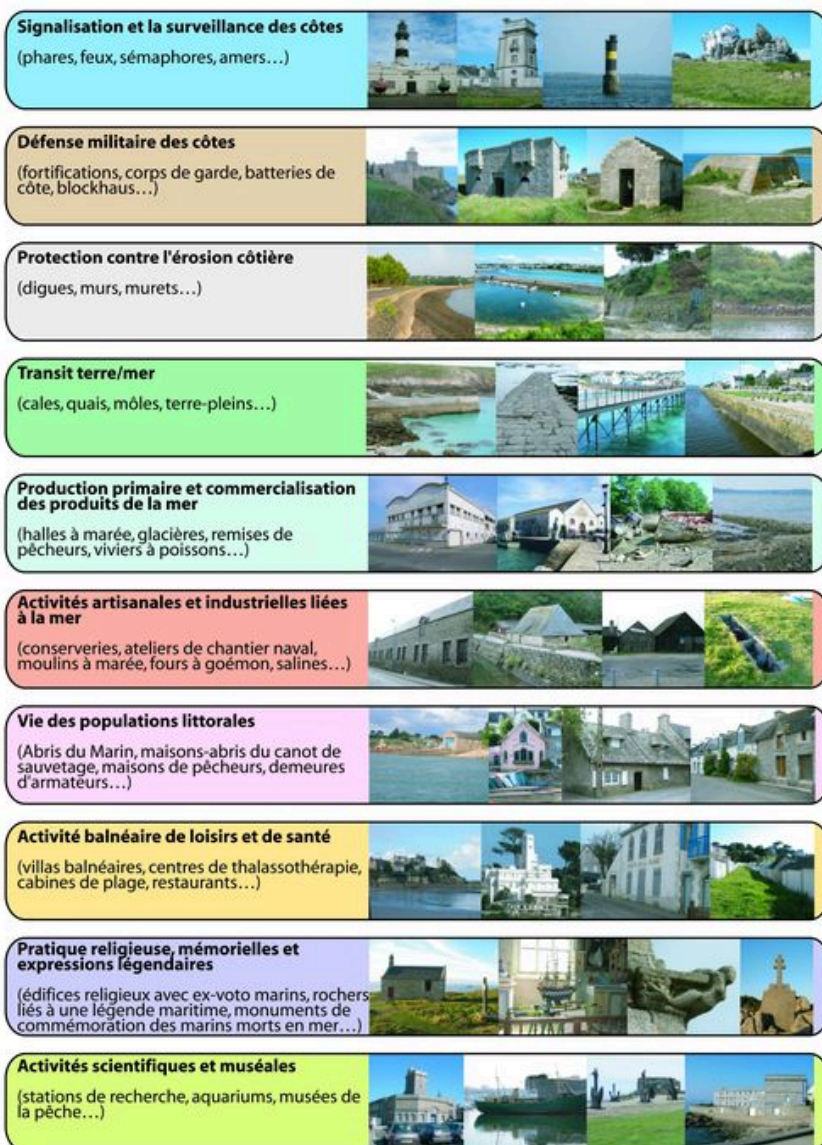 Signalisation et la surveillance des côtes
(phares, feux, sémaphores, amers…)
Défense militaire des côtes
(fortifications, corps de garde, batteries de
côte, blockhaus…)
Protection contre l'érosion côtière
(digues, murs, murets…)
Transit terre/mer
(cales, quais, môles, terre-pleins…)
Production primaire et commercialisation
des produits de la mer
(halles à marée, glacières, remises de
pêcheurs, viviers à poissons…)
Activités artisanales et industrielles liées
à la mer
(conserveries, ateliers de chantier naval,
moulins à marée, fours à goémon, salines…)
Vie des populations littorales
(Abris du Marin, maisons-abris du canot de
sauvetage, maisons de pêcheurs, demeures
d'armateurs…)
Activité balnéaire de loisirs et de santé
(villas balnéaires, centres de thalassothérapie,
cabines de plage, restaurants…)
Pratique religieuse, mémorielles et
expressions légendaires
(édifices religieux avec ex-voto marins, rochers
liés à une légende maritime, monuments de
commémoration des marins morts en mer…)
Activités scientifiques et muséales
(stations de recherche, aquariums, musées de
la pêche…)